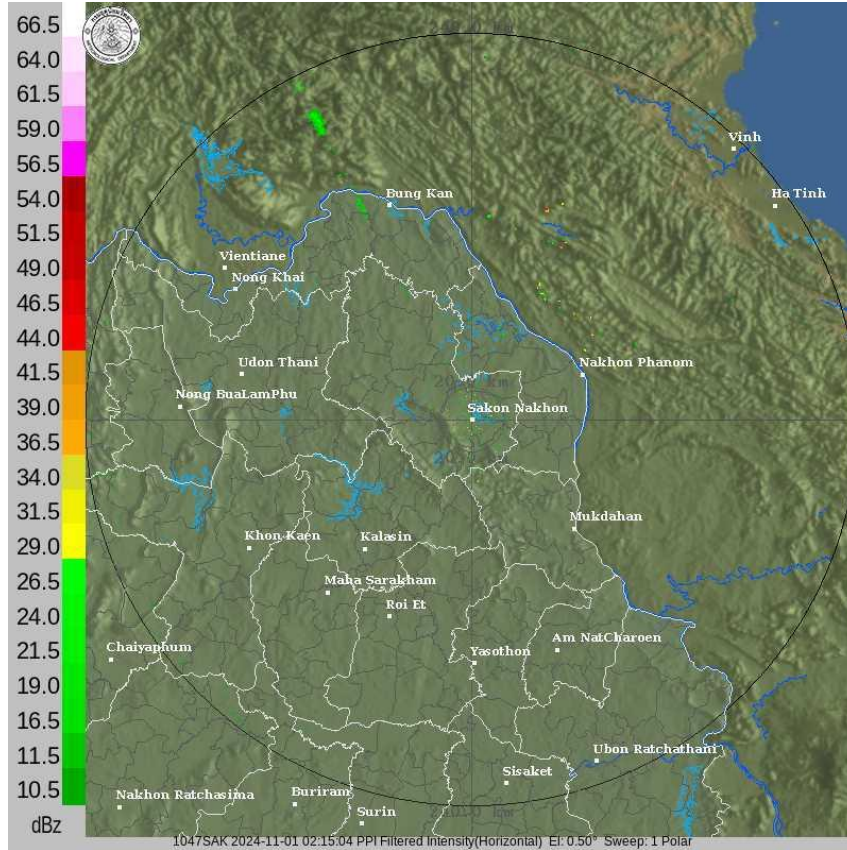 66.5
64.0
61.5
59.0
56.5
54.0
51.5
49.0
46.5
44.0
41.5
39.0
36.5
34.0
31.5
29.0
26.5
24.0
21.5
19.0
16.5
11.5
10.5
dBz
Vinh
Ha Tinh
Bung Kan
Vientiane
Nong Khai
Udon Thani
Nakhon Phanom
Nong BuaLamPhu
Sakon Nakhon
Mukdahan
Khon Kaen
Kalasin
Maha Sarakham
Roi Et
Chaiyaphum
Yasothon
Am NatCharoen
Ubon Ratchathani
Sisaket
Nakhon Ratchasima
Buriram
Surin
1047SAK 2024-11-01 02:15:04 PPI Filtered Intensity(Horizontal) El: 0.50° Sweep: 1 Polar